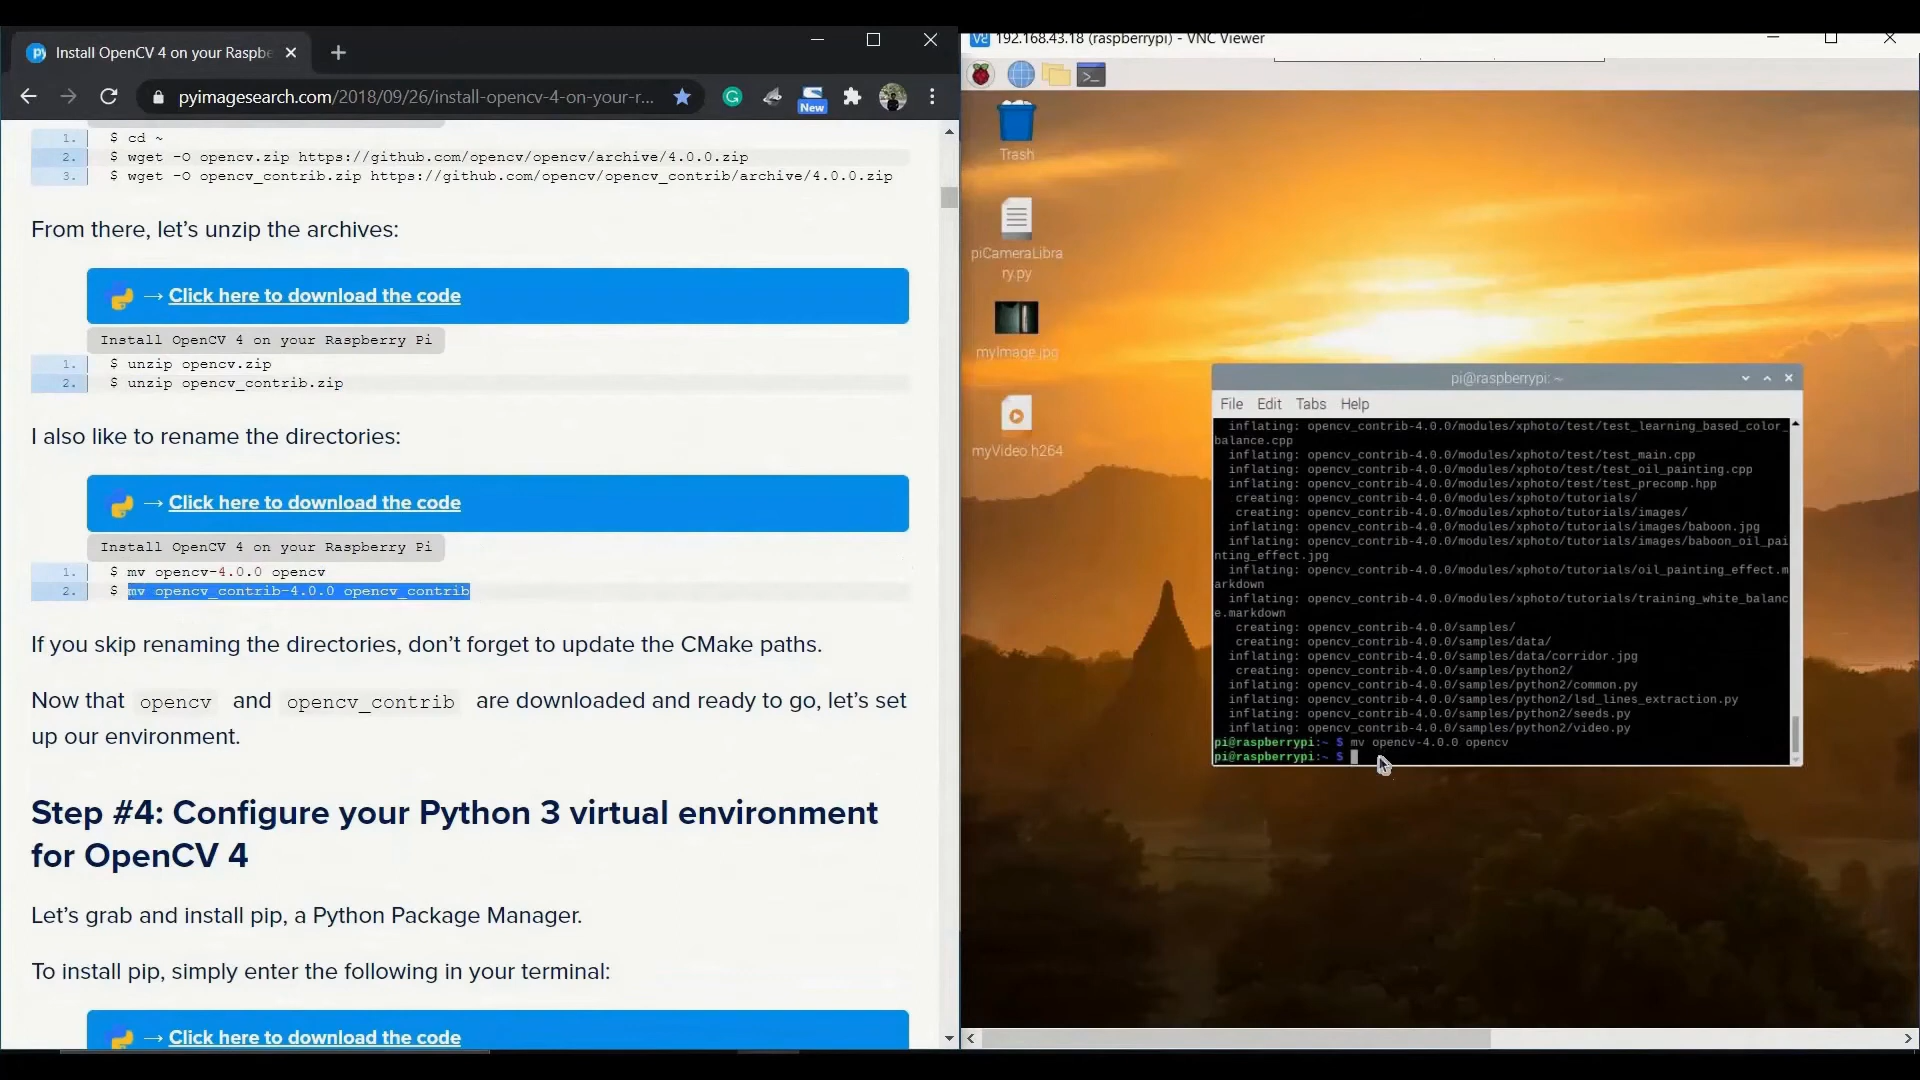 Install OpenCV 4 on your Raspbe
pyimagesearch.com/2018/09/26/install-opencv-4-on-your-r...
New
1. $ cd ~
2. $ wget -O opencv.zip https://github.com/opencv/opencv/archive/4.0.0.zip
3. $ wget -O opencv_contrib.zip https://github.com/opencv/opencv_contrib/archive/4.0.0.zip
From there, let's unzip the archives:
→ Click here to download the code
Install OpenCV 4 on your Raspberry Pi
1. $ unzip opencv.zip
2. $ unzip opencv_contrib.zip
I also like to rename the directories:
→ Click here to download the code
Install OpenCV 4 on your Raspberry Pi
1. $ mv opencv-4.0.0 opencv
2. $ mv opencv_contrib-4.0.0 opencv_contrib
If you skip renaming the directories, don't forget to update the CMake paths.
Now that opencv and opencv_contrib are downloaded and ready to go, let's set
up our environment.
Step #4: Configure your Python 3 virtual environment
for OpenCV 4
Let's grab and install pip, a Python Package Manager.
To install pip, simply enter the following in your terminal:
→ Click here to download the code
192.168.43.18 (raspberrypi) - VNC Viewer
Trash
piCameraLibra
ry.py
myImage.jpg
myVideo.h264
pi@raspberrypi: ~
File Edit Tabs Help
inflating: opencv_contrib-4.0.0/modules/xphoto/test/test_learning_based_color_
balance.cpp
inflating: opencv_contrib-4.0.0/modules/xphoto/test/test_main.cpp
inflating: opencv_contrib-4.0.0/modules/xphoto/test/test_oil_painting.cpp
inflating: opencv_contrib-4.0.0/modules/xphoto/test/test_precomp.hpp
creating: opencv_contrib-4.0.0/modules/xphoto/tutorials/
creating: opencv_contrib-4.0.0/modules/xphoto/tutorials/images/
inflating: opencv_contrib-4.0.0/modules/xphoto/tutorials/images/baboon.jpg
inflating: opencv_contrib-4.0.0/modules/xphoto/tutorials/images/baboon_oil_pai
nting_effect.jpg
inflating: opencv_contrib-4.0.0/modules/xphoto/tutorials/oil_painting_effect.m
arkdown
inflating: opencv_contrib-4.0.0/modules/xphoto/tutorials/training_white_balanc
e.markdown
creating: opencv_contrib-4.0.0/samples/
creating: opencv_contrib-4.0.0/samples/data/
inflating: opencv_contrib-4.0.0/samples/data/corridor.jpg
creating: opencv_contrib-4.0.0/samples/python2/
inflating: opencv_contrib-4.0.0/samples/python2/common.py
inflating: opencv_contrib-4.0.0/samples/python2/lsd_lines_extraction.py
inflating: opencv_contrib-4.0.0/samples/python2/seeds.py
inflating: opencv_contrib-4.0.0/samples/python2/video.py
pi@raspberrypi:~ $ mv opencv-4.0.0 opencv
pi@raspberrypi:~ $